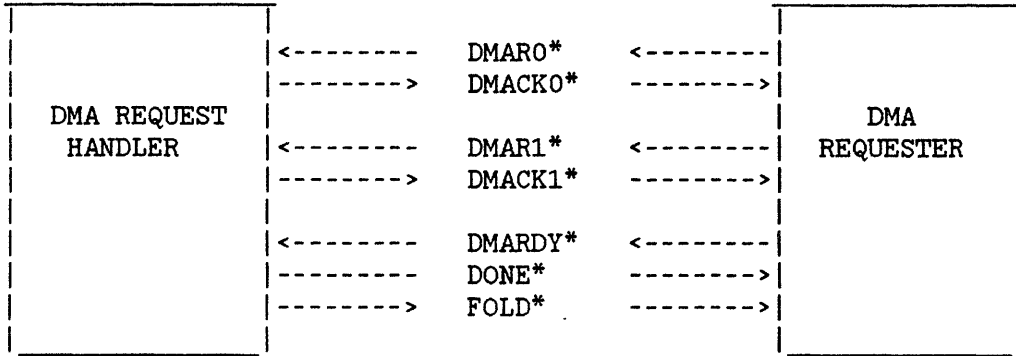 <-------- DMAR0* <--------
--------> DMACK0* -------->
DMA REQUEST DMA
HANDLER <-------- DMAR1* <-------- REQUESTER
--------> DMACK1* -------->
<-------- DMARDY* <--------
--------- DONE* -------->
--------> FOLD* -------->